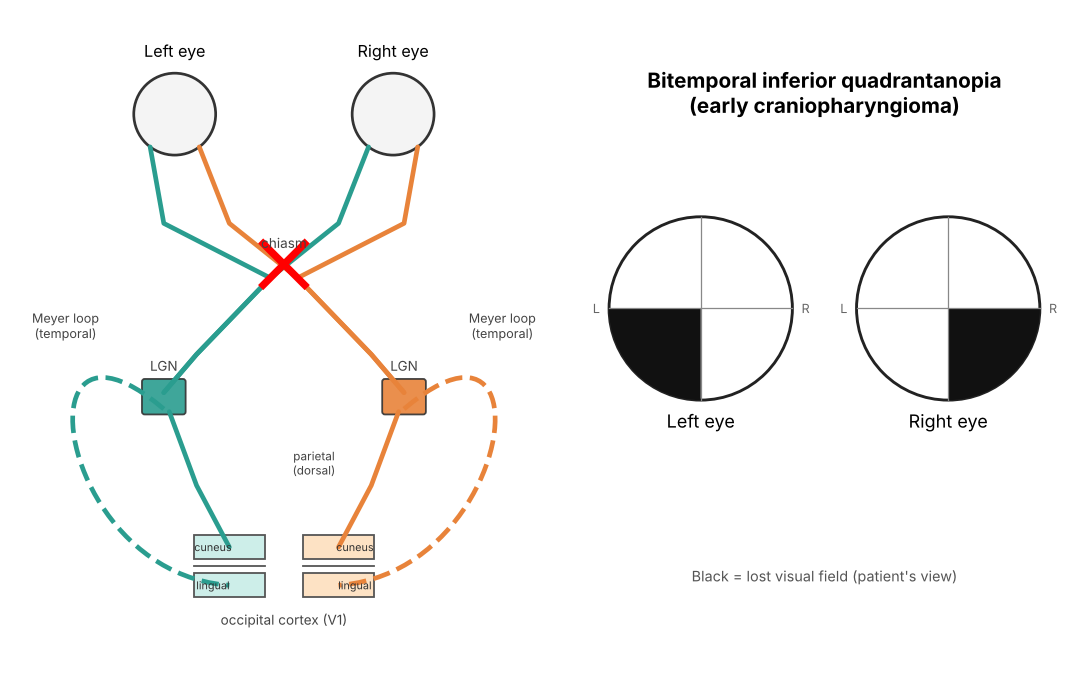 Left eye
Right eye
chiasm
Meyer loop
(temporal)
Meyer loop
(temporal)
LGN
LGN
parietal
(dorsal)
cuneus
cuneus
lingual
lingual
occipital cortex (V1)
Bitemporal inferior quadrantanopia
(early craniopharyngioma)
L
R
L
R
Left eye
Right eye
Black = lost visual field (patient's view)